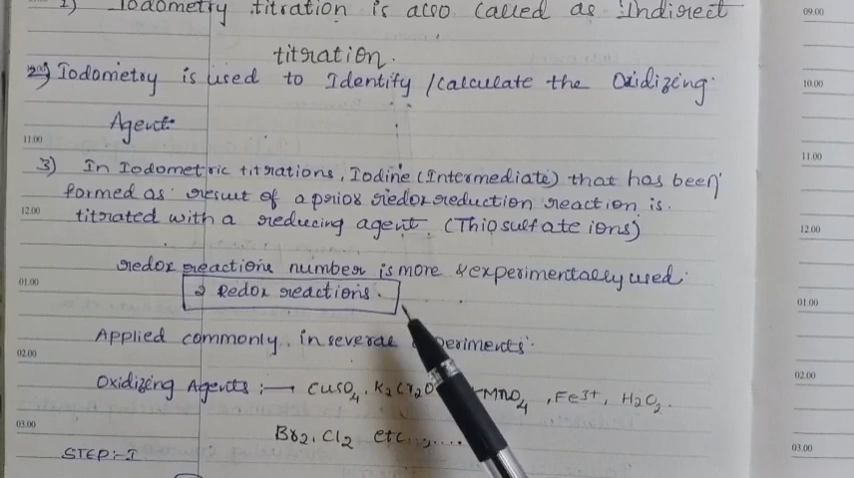 1) Iodometry titration is also called as Indirect
titration.
2) Iodometry is used to Identify / calculate the Oxidizing
Agent
3) In Iodometric titrations, Iodine (Intermediate) that has been
formed as result of a prior redox reduction reaction is.
titrated with a reducing agent. (Thiosulfate ions)
redox reactions number is more & experimentally used.
2 Redox reactions.
Applied commonly. in several periments.
Oxidizing Agents :→ CuSO4, K2Cr2O MnO4, Fe3+, H2O2.
Br2, Cl2 etc......
STEP:-I
09.00
10.00
11.00
12.00
01.00
02.00
03.00
11.00
12.00
01.00
02.00
03.00